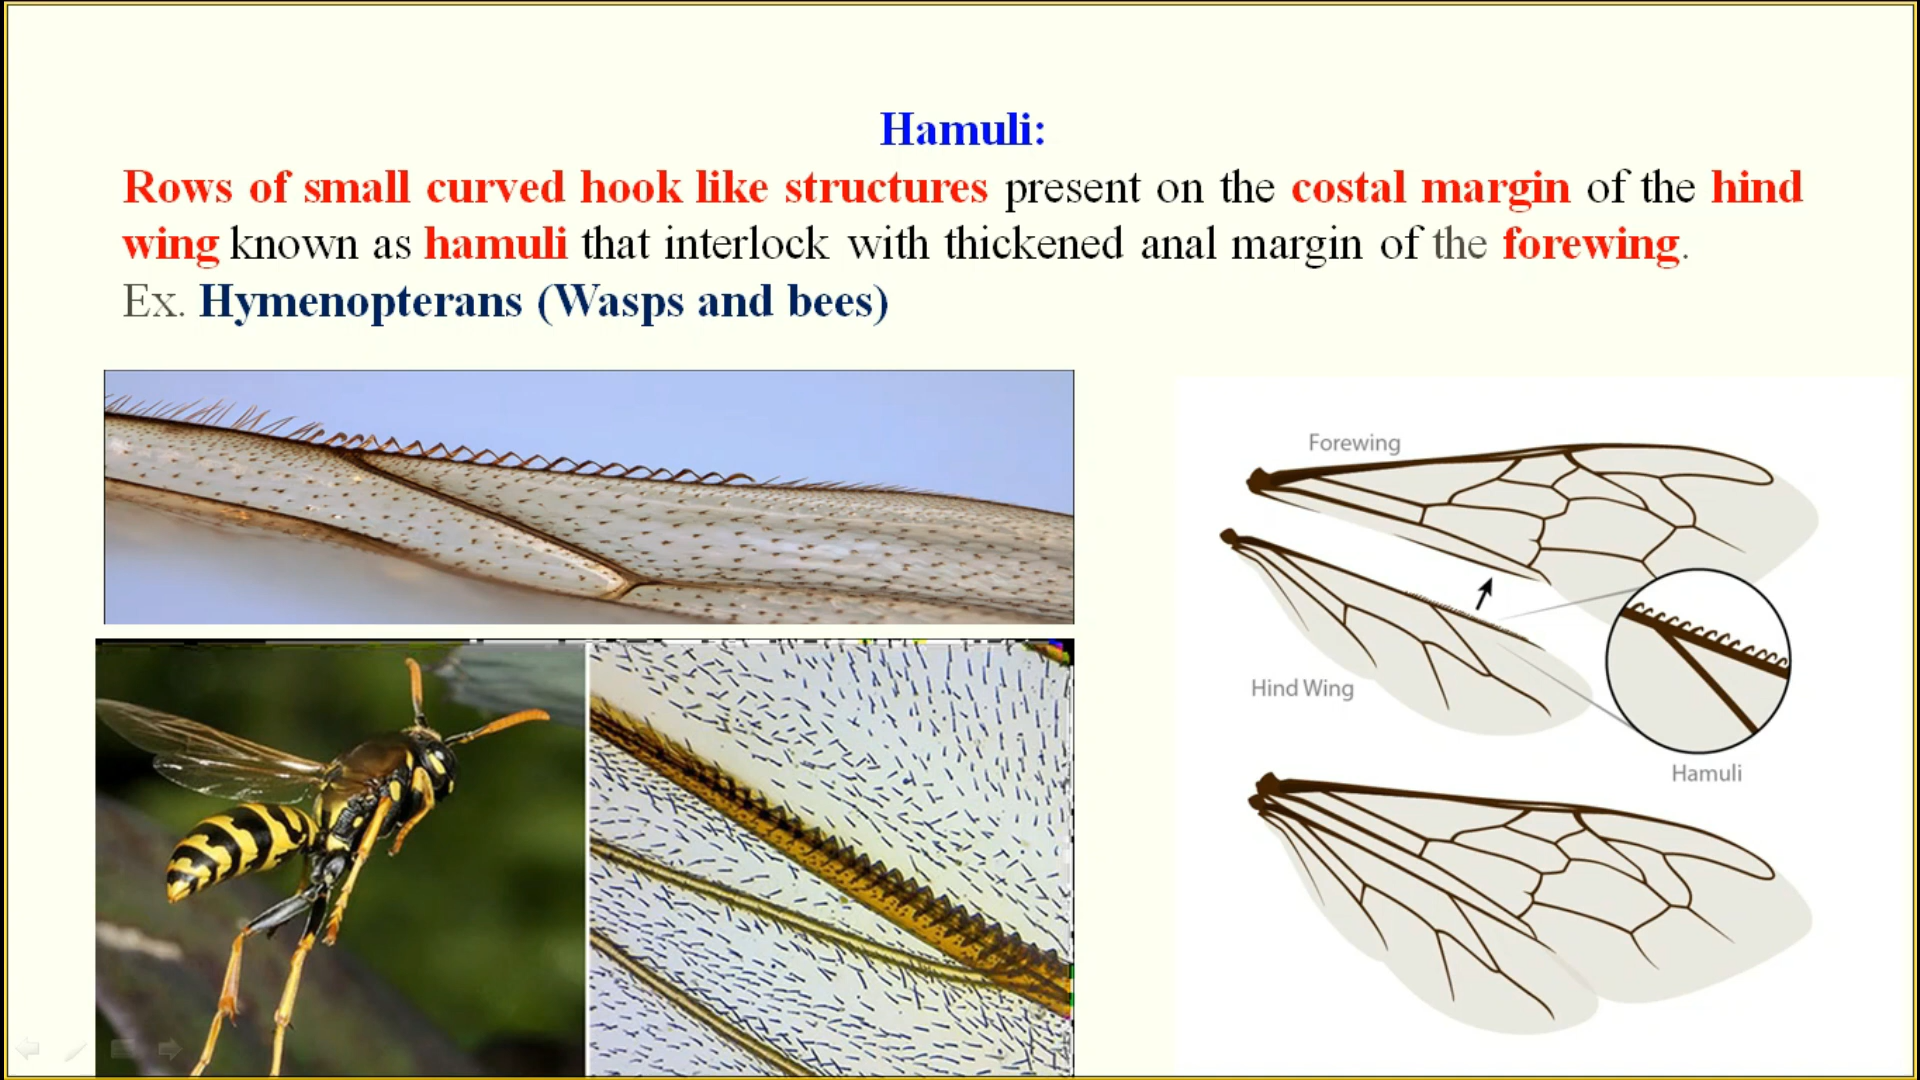 Hamuli:
Rows of small curved hook like structures present on the costal margin of the hind
wing known as hamuli that interlock with thickened anal margin of the forewing.
Ex. Hymenopterans (Wasps and bees)
Forewing
Hind Wing
Hamuli